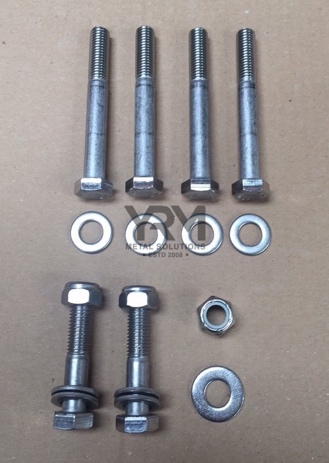 YRM
METAL SOLUTIONS
• ESTD 2008 •